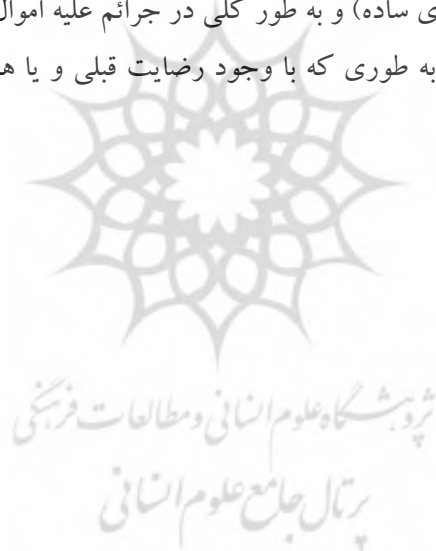 ی ساده) و به طور کلی در جرائم علیه اموال
به طوری که با وجود رضایت قبلی و یا ه
پژوهشگاه علوم انسانی و مطالعات فرهنگی
پرتال جامع علوم انسانی